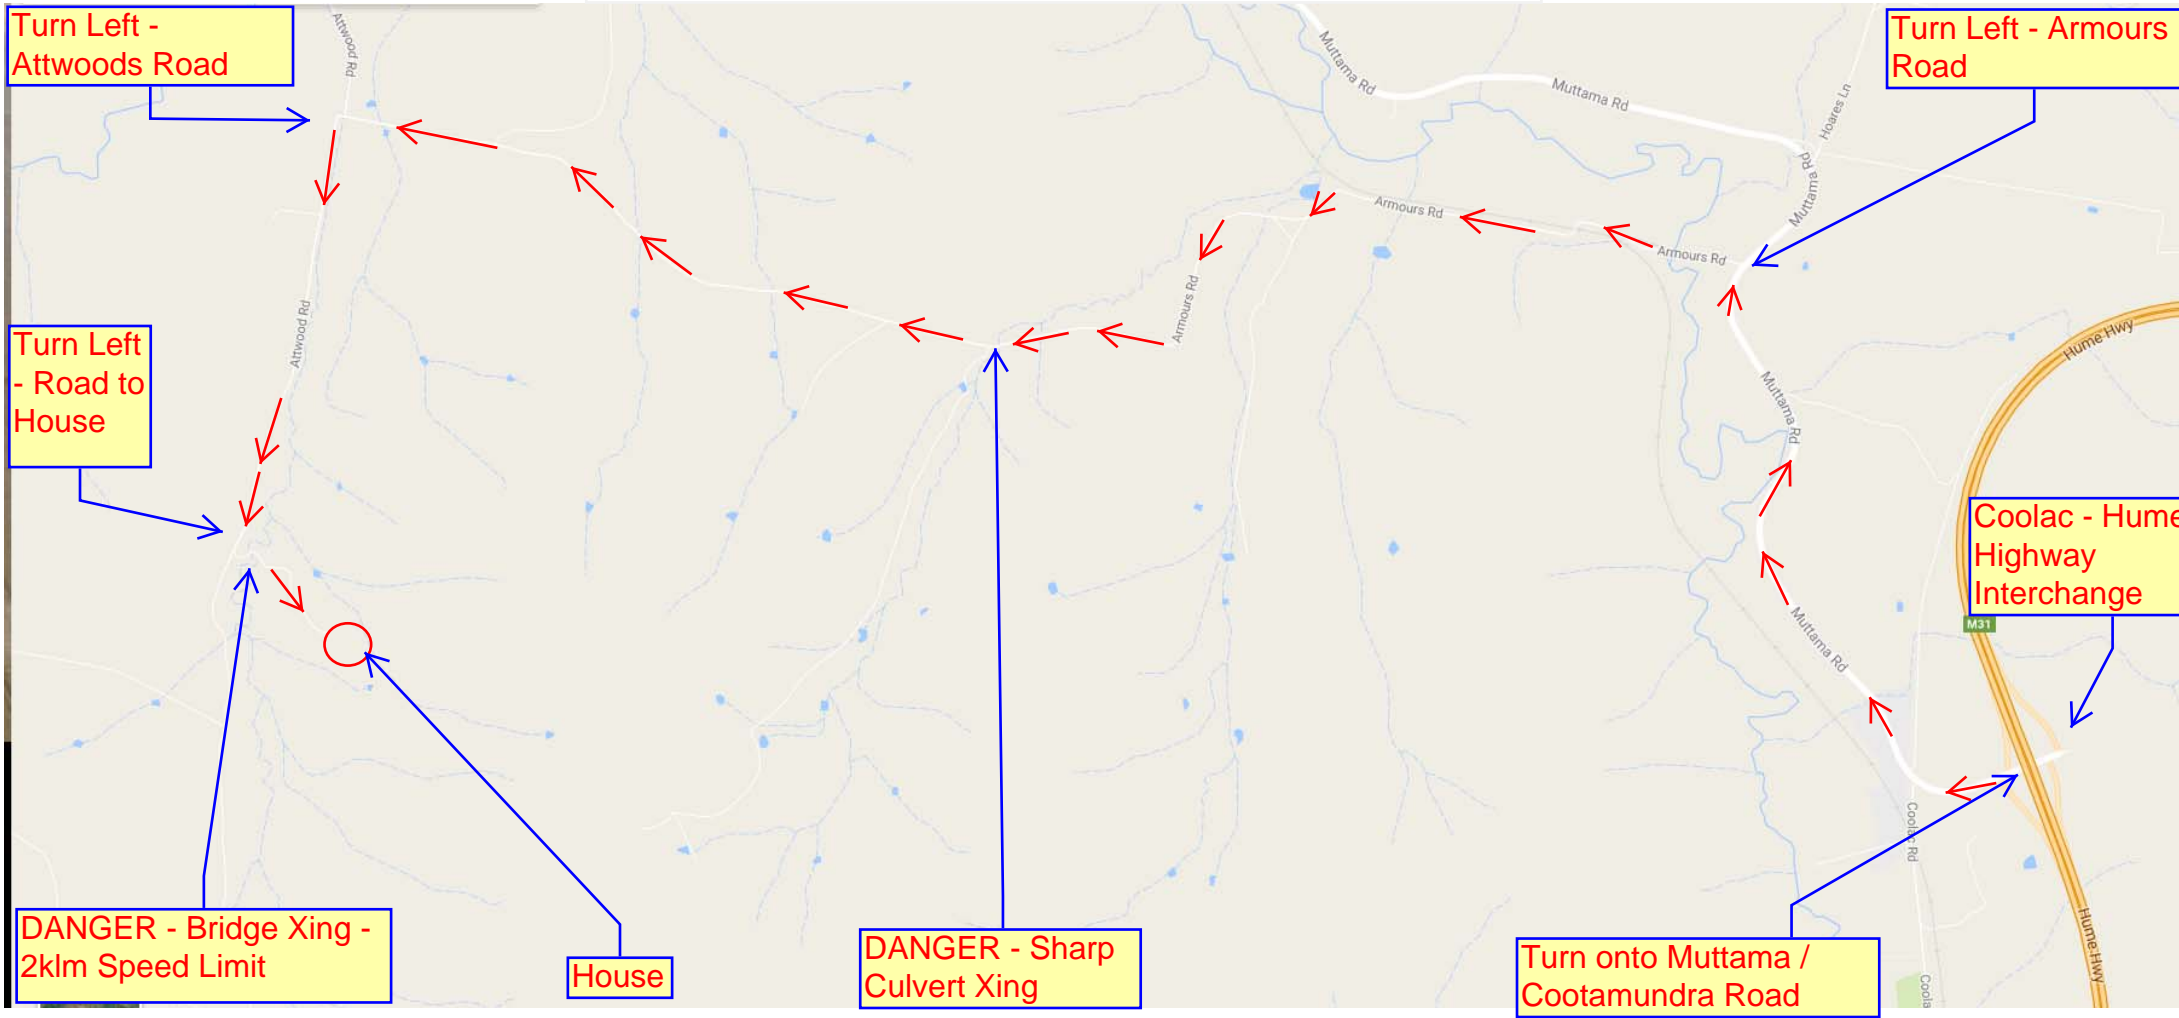 Turn Left -
Attwoods Road
Attwood Rd
Muttama Rd
Muttama Rd
Hoares Ln
Turn Left - Armours
Road
Muttama Rd
Armours Rd
Armours Rd
Armours Rd
Attwood Rd
Hume Hwy
Turn Left
- Road to
House
Muttama Rd
Coolac - Hume
Highway
Interchange
M31
Muttama Rd
Coolac Rd
DANGER - Bridge Xing -
2klm Speed Limit
House
DANGER - Sharp
Culvert Xing
Turn onto Muttama /
Cootamundra Road
Hume Hwy
Coola